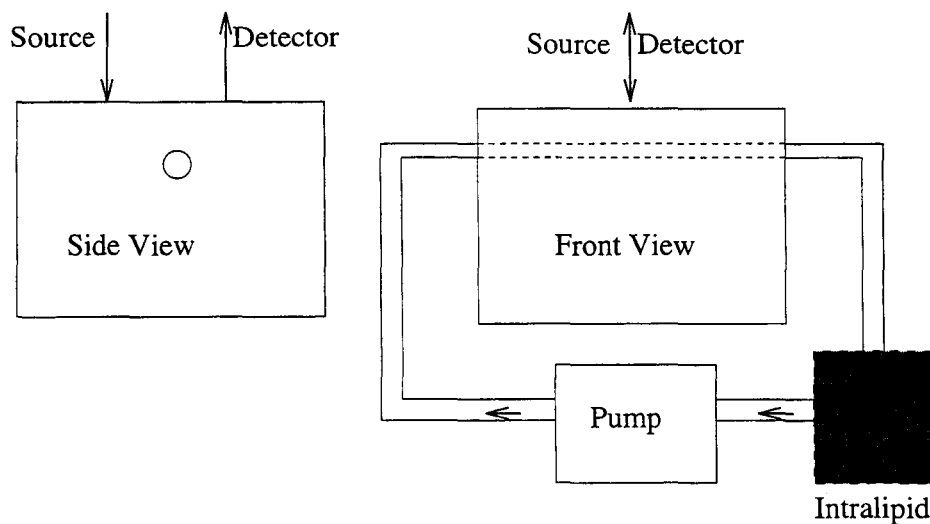 Source
Detector
Source
Detector
Side View
Front View
Pump
Intralipid